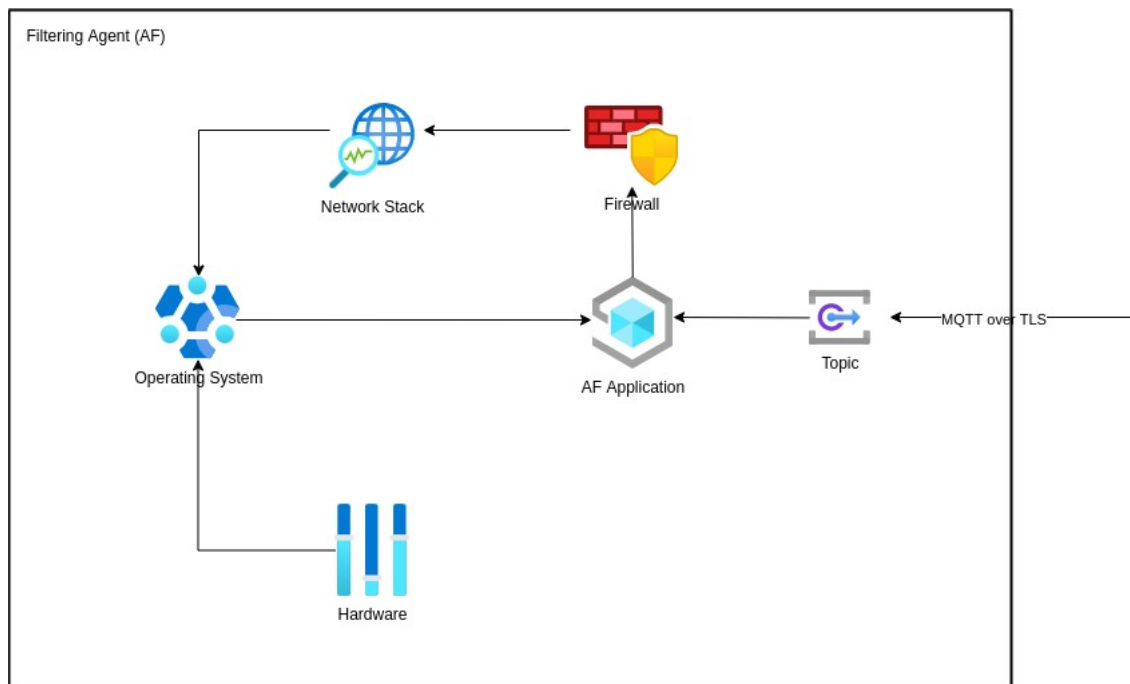 Filtering Agent (AF)
Network Stack
Firewall
Operating System
AF Application
Topic
MQTT over TLS
Hardware